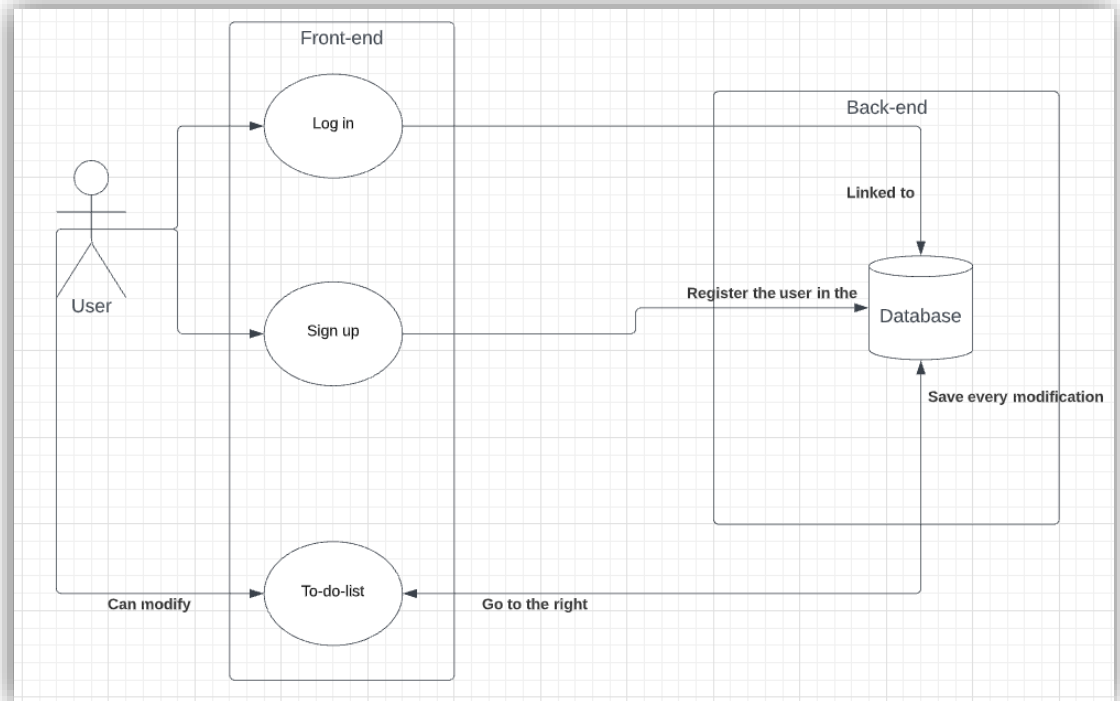 Front-end
Log in
Back-end
Linked to
User
Register the user in the
Sign up
Database
Save every modification
To-do-list
Can modify
Go to the right